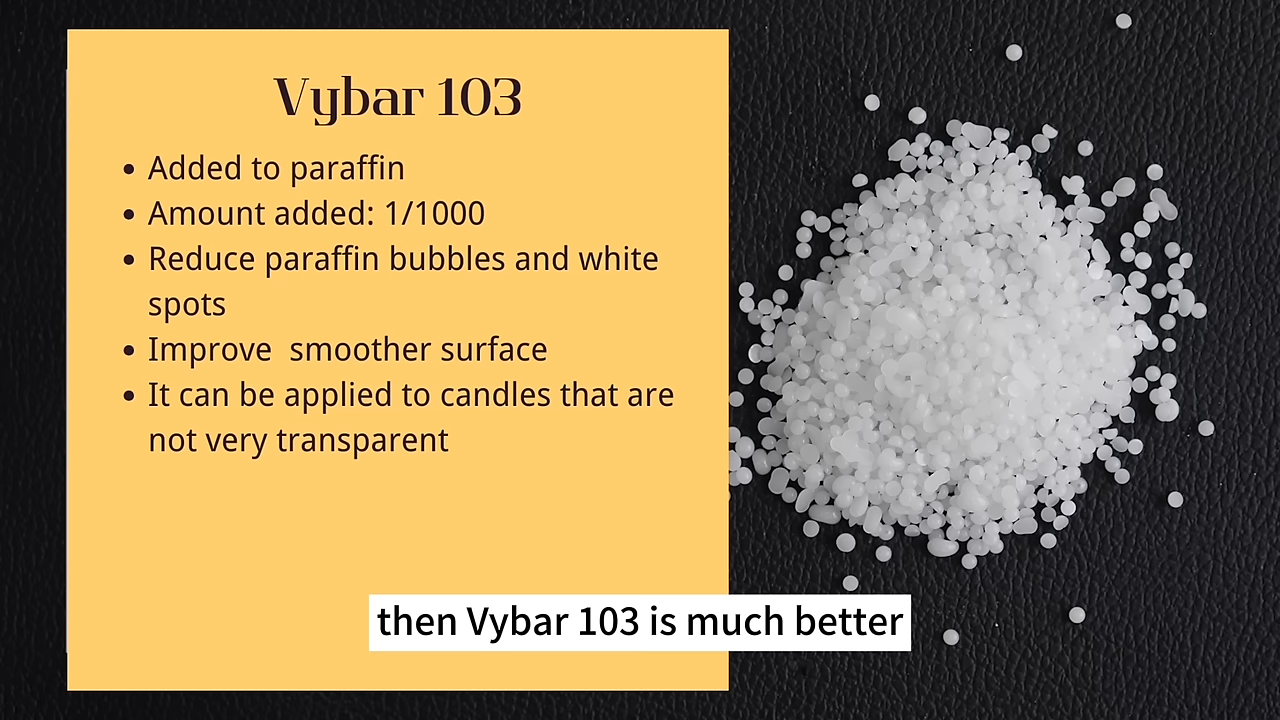 Vybar 103
• Added to paraffin
• Amount added: 1/1000
• Reduce paraffin bubbles and white
spots
• Improve  smoother surface
• It can be applied to candles that are
not very transparent
then Vybar 103 is much better